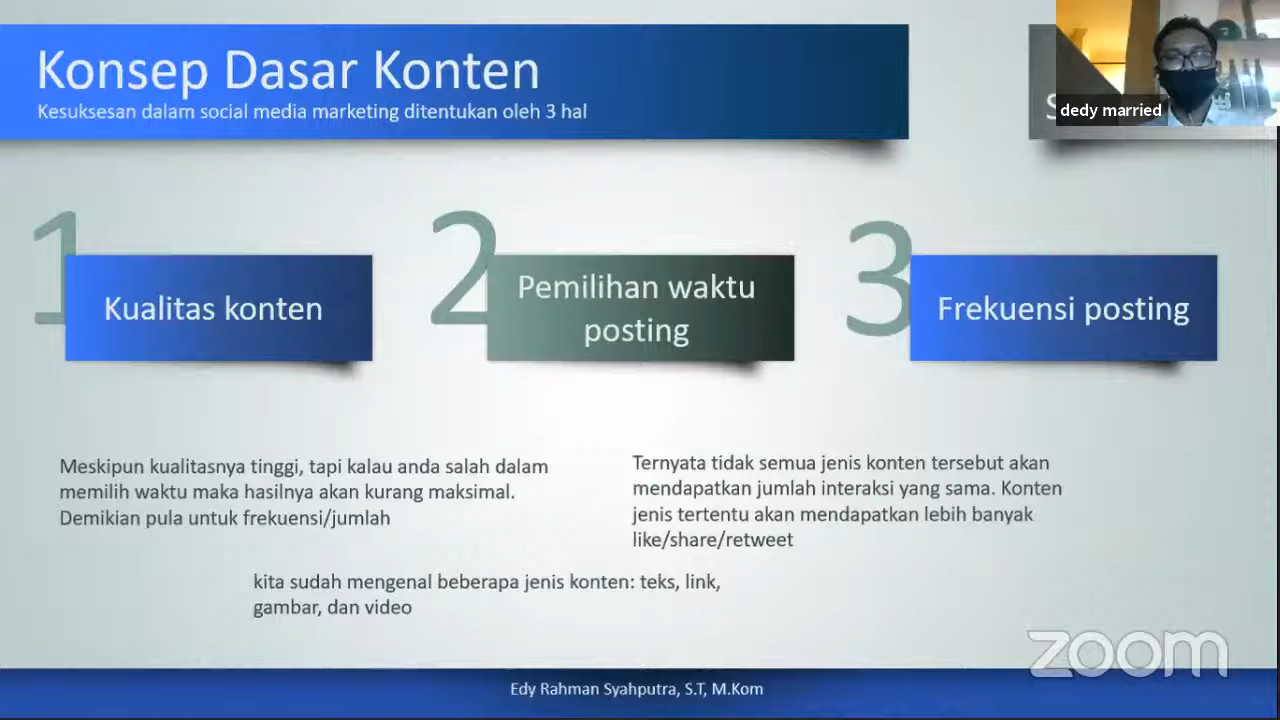 Konsep Dasar Konten
Kesuksesan dalam social media marketing ditentukan oleh 3 hal
dedy married
1
Kualitas konten
2
Pemilihan waktu
posting
3
Frekuensi posting
Meskipun kualitasnya tinggi, tapi kalau anda salah dalam
memilih waktu maka hasilnya akan kurang maksimal.
Demikian pula untuk frekuensi/jumlah
Ternyata tidak semua jenis konten tersebut akan
mendapatkan jumlah interaksi yang sama. Konten
jenis tertentu akan mendapatkan lebih banyak
like/share/retweet
kita sudah mengenal beberapa jenis konten: teks, link,
gambar, dan video
zoom
Edy Rahman Syahputra, S.T, M.Kom